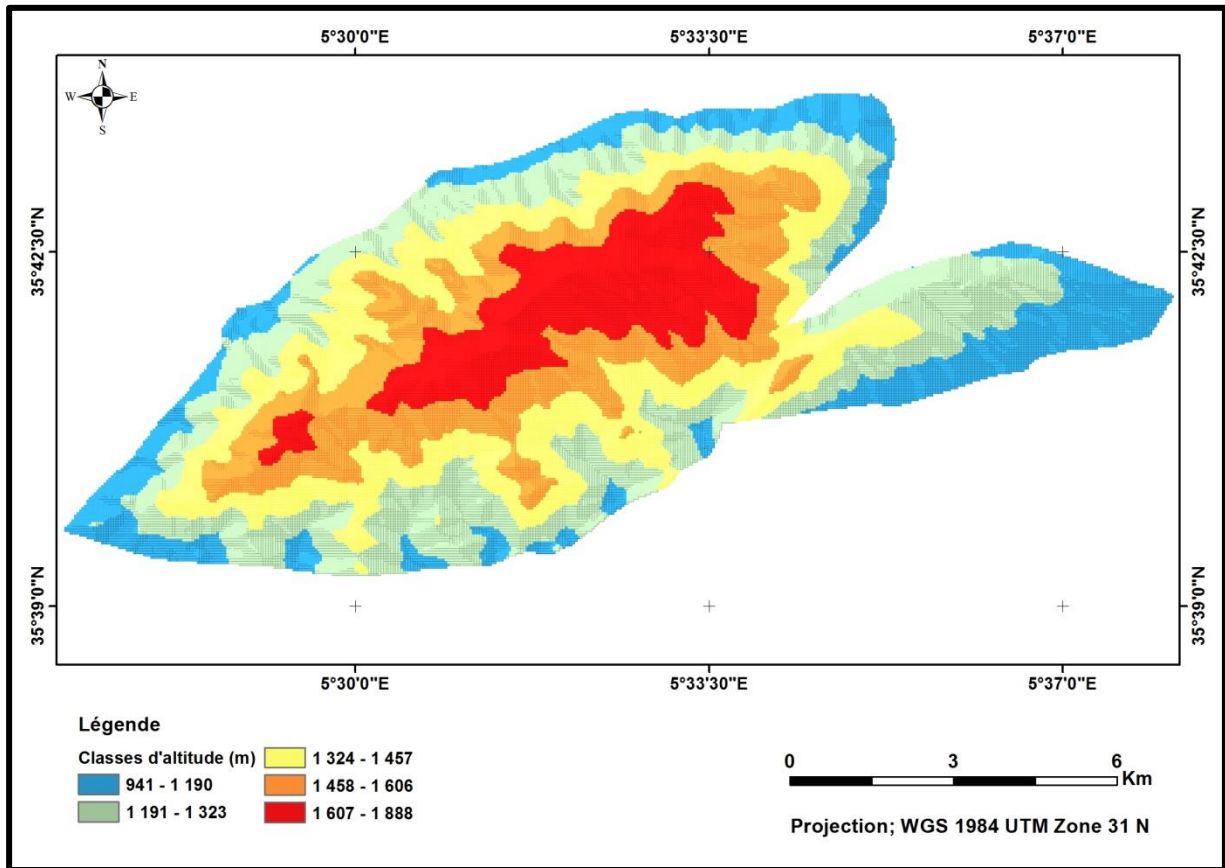 5°30'0"E 5°33'30"E 5°37'0"E
N
W E
S
35°42'30"N 35°42'30"N
35°39'0"N 35°39'0"N
5°30'0"E 5°33'30"E 5°37'0"E
Légende
Classes d'altitude (m)
941 - 1 190
1 191 - 1 323
1 324 - 1 457
1 458 - 1 606
1 607 - 1 888
0 3 6
Km
Projection; WGS 1984 UTM Zone 31 N